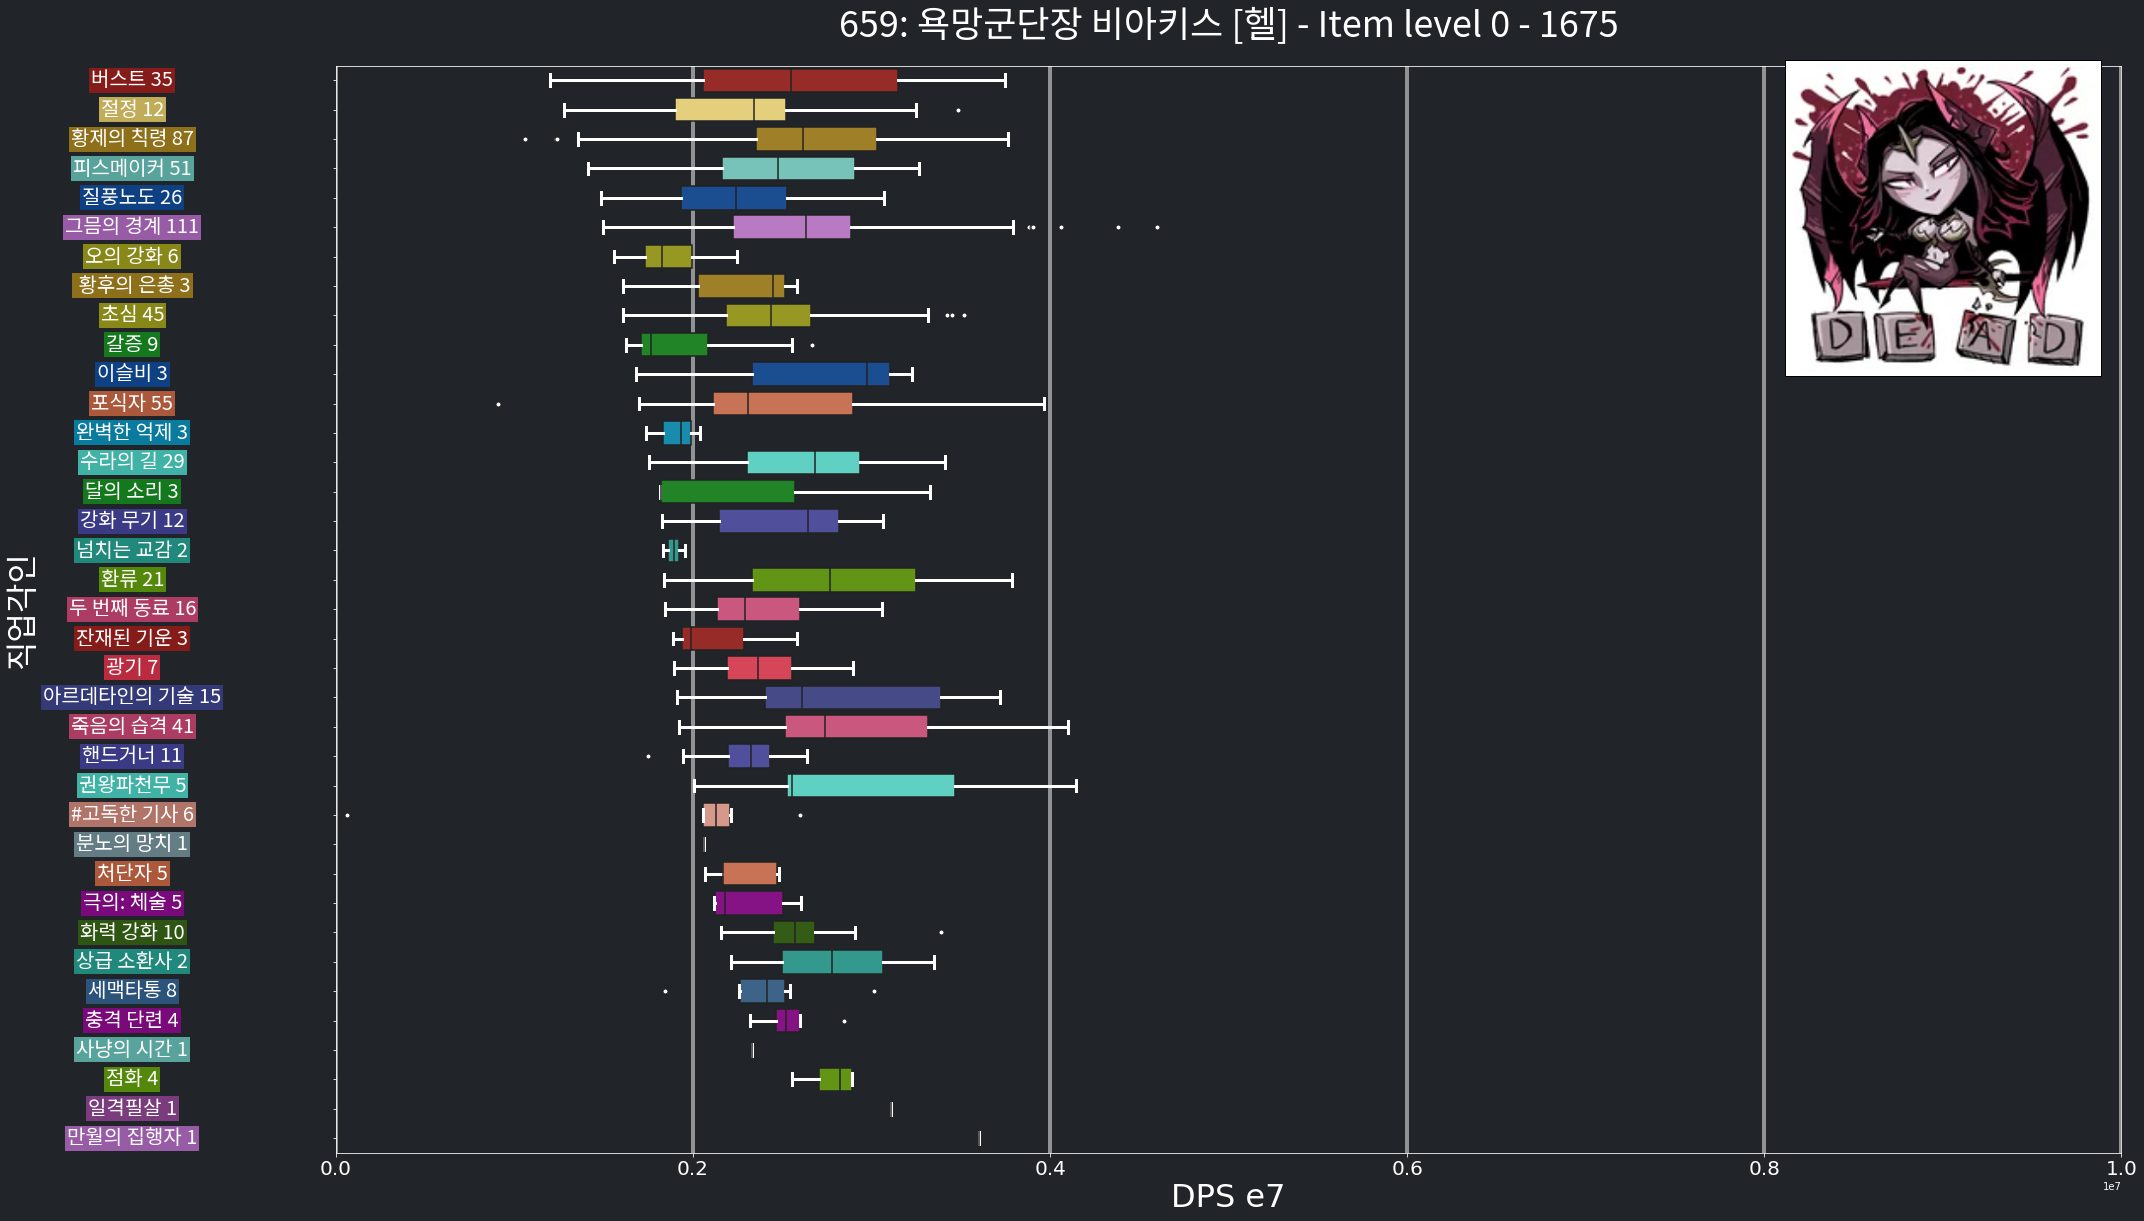 659: 욕망군단장 비아키스 [헬] - Item level 0 - 1675
버스트 35
절정 12
황제의 칙령 87
피스메이커 51
질풍노도 26
그믐의 경계 111
오의 강화 6
황후의 은총 3
초심 45
갈증 9
이슬비 3
포식자 55
완벽한 억제 3
수라의 길 29
달의 소리 3
강화 무기 12
넘치는 교감 2
환류 21
두 번째 동료 16
잔재된 기운 3
광기 7
아르데타인의 기술 15
죽음의 습격 41
핸드거너 11
권왕파천무 5
#고독한 기사 6
분노의 망치 1
처단자 5
극의: 체술 5
화력 강화 10
상급 소환사 2
세맥타통 8
충격 단련 4
사냥의 시간 1
점화 4
일격필살 1
만월의 집행자 1
직업각인
0.0 0.2 0.4 0.6 0.8 1.0
1e7
DPS e7
D E A D